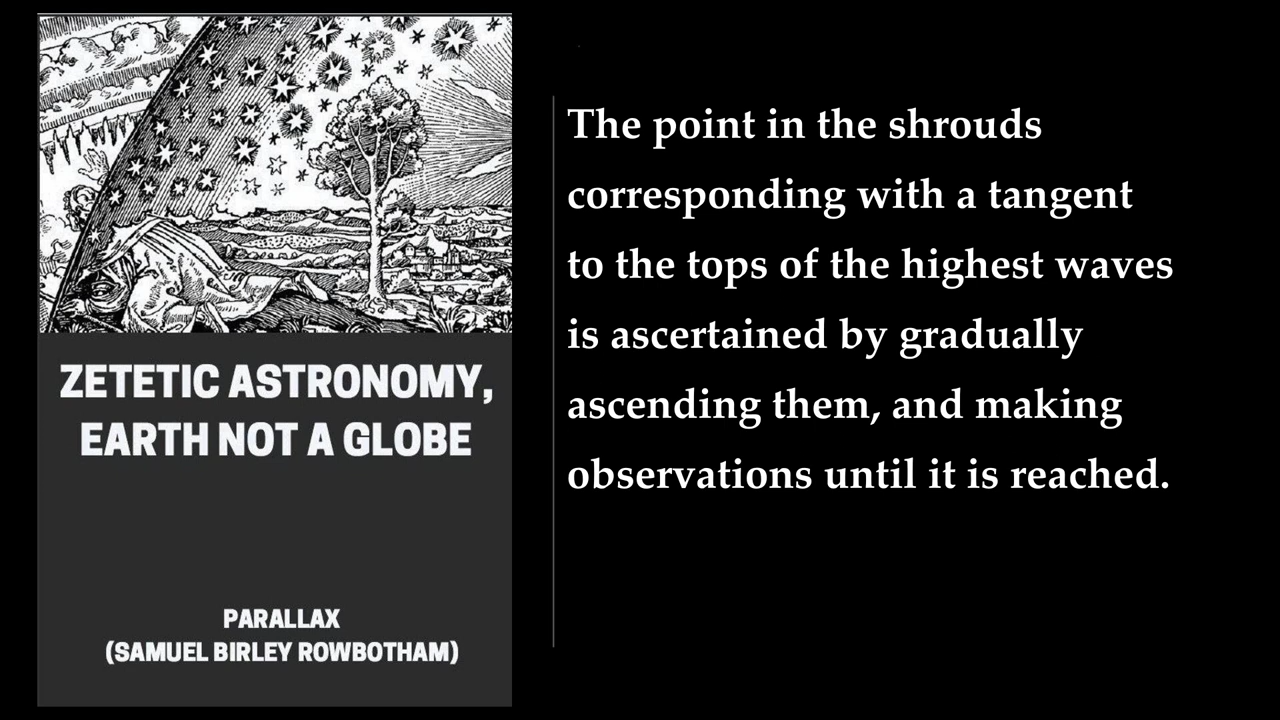 ZETETIC ASTRONOMY,
EARTH NOT A GLOBE
PARALLAX
(SAMUEL BIRLEY ROWBOTHAM)
The point in the shrouds
corresponding with a tangent
to the tops of the highest waves
is ascertained by gradually
ascending them, and making
observations until it is reached.